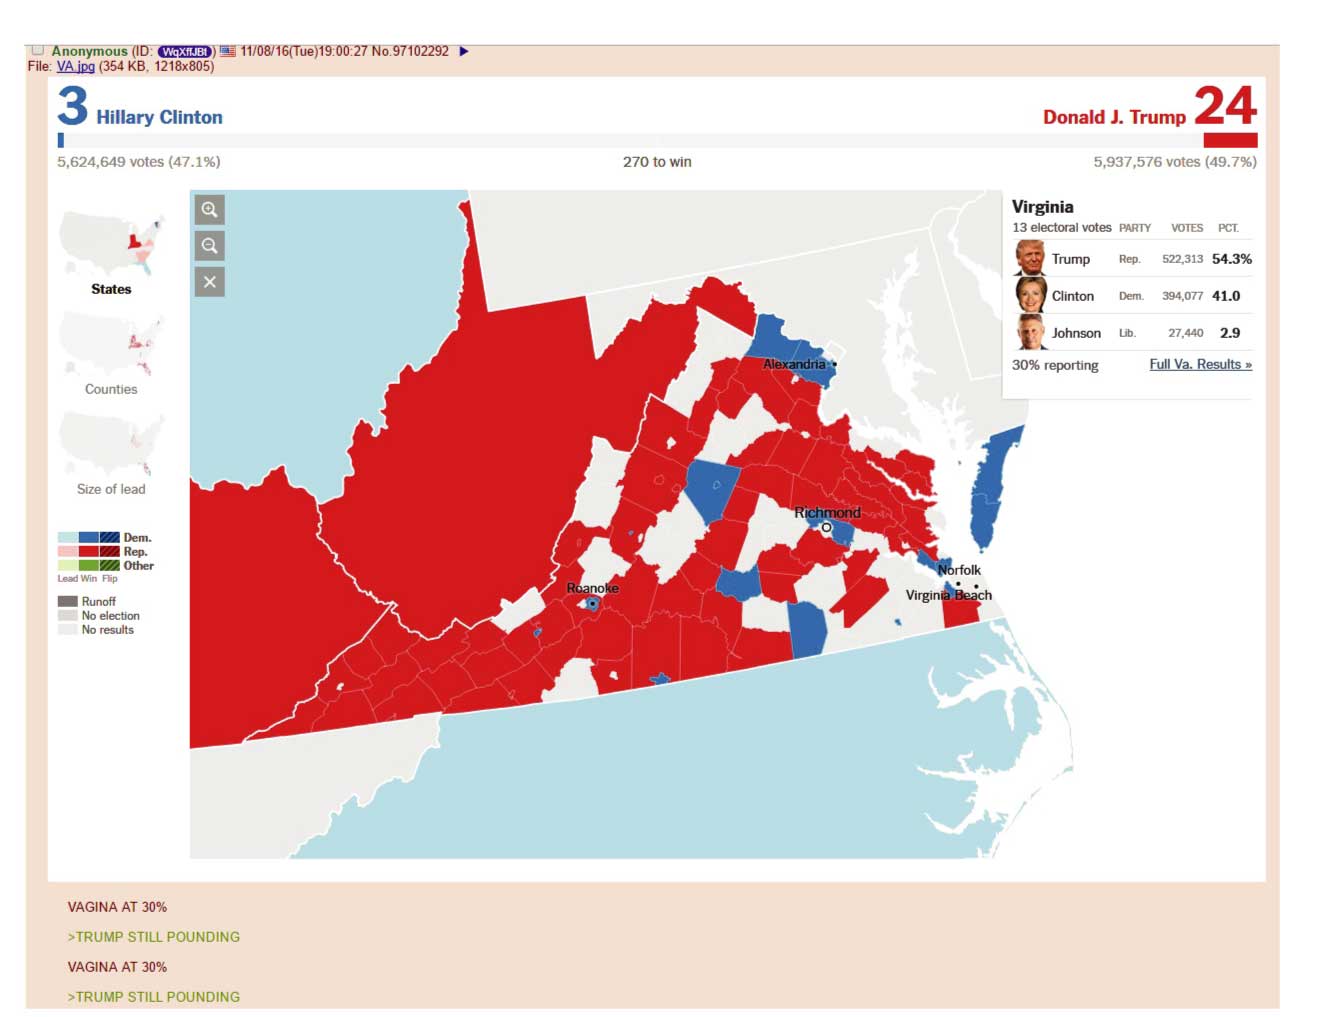 Anonymous (ID: WqXffJBt) 11/08/16(Tue)19:00:27 No.97102292
File: VA.jpg (354 KB, 1218x805)
3 Hillary Clinton
Donald J. Trump 24
5,624,649 votes (47.1%)
270 to win
5,937,576 votes (49.7%)
States
Counties
Size of lead
Dem.
Rep.
Other
Lead Win Flip
Runoff
No election
No results
Alexandria
Richmond
Norfolk
Virginia Beach
Roanoke
Virginia
13 electoral votes PARTY VOTES PCT.
Trump Rep. 522,313 54.3%
Clinton Dem. 394,077 41.0
Johnson Lib. 27,440 2.9
30% reporting Full Va. Results »
VAGINA AT 30%
>TRUMP STILL POUNDING
VAGINA AT 30%
>TRUMP STILL POUNDING